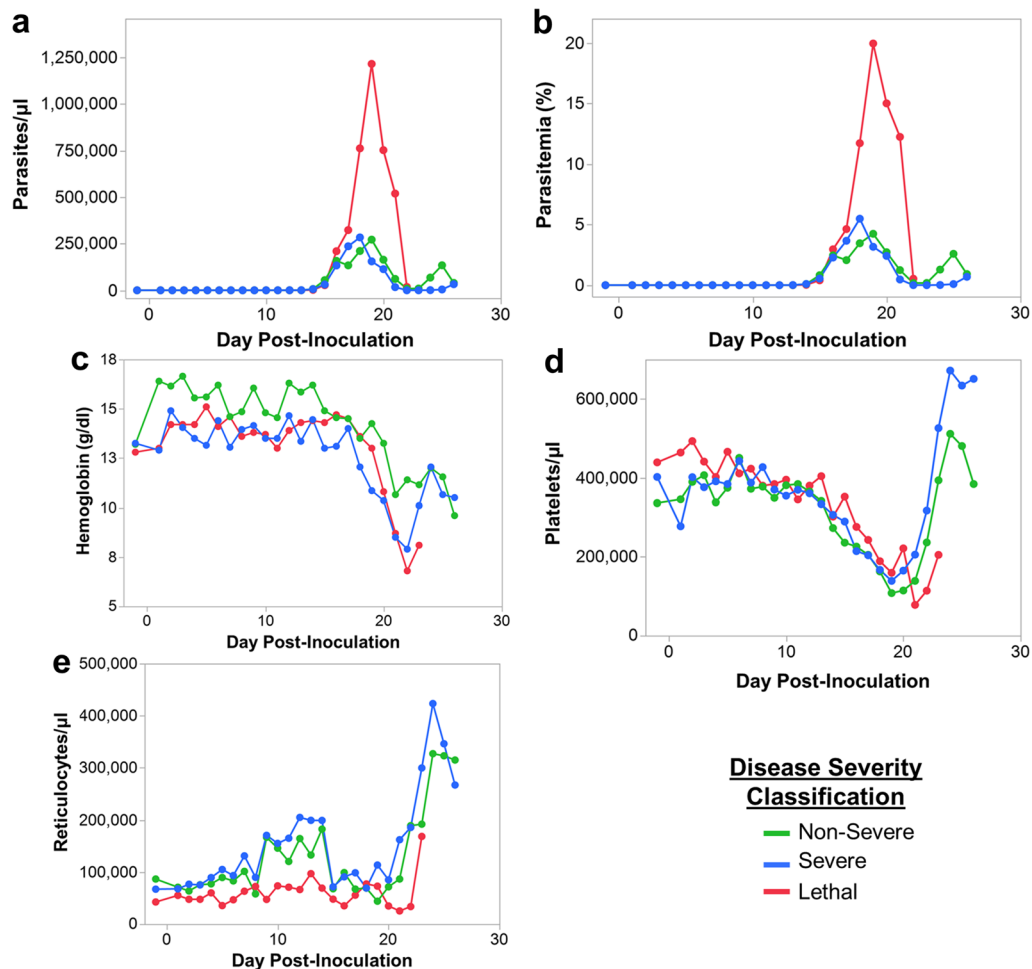 a
1,250,000
1,000,000
750,000
500,000
250,000
0
Parasites/µl
0 10 20 30
Day Post-Inoculation
b
20
15
10
5
0
Parasitemia (%)
0 10 20 30
Day Post-Inoculation
c
18
15
13
10
8
5
Hemoglobin (g/dl)
0 10 20 30
Day Post-Inoculation
d
600,000
400,000
200,000
0
Platelets/µl
0 10 20 30
Day Post-Inoculation
e
500,000
400,000
300,000
200,000
100,000
0
Reticulocytes/µl
0 10 20 30
Day Post-Inoculation
Disease Severity
Classification
Non-Severe
Severe
Lethal